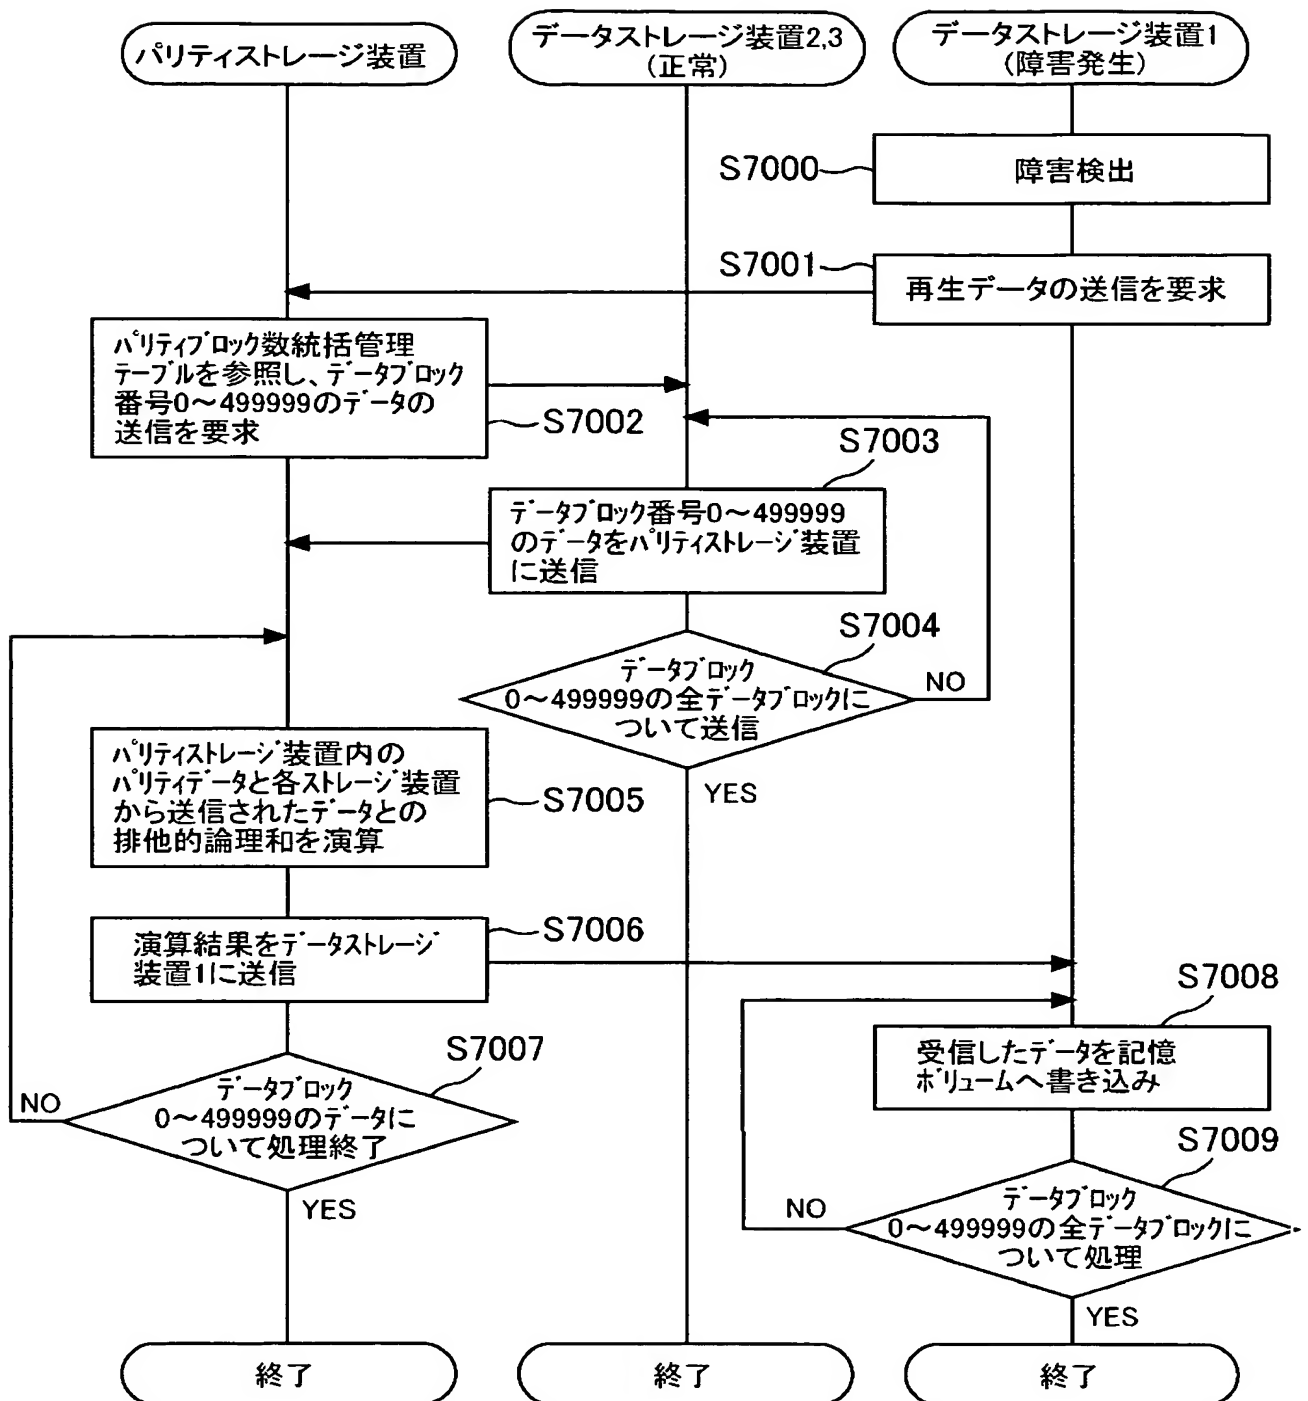 パリティストレージ装置
データストレージ装置2,3
(正常)
データストレージ装置1
(障害発生)
S7000
障害検出
S7001
再生データの送信を要求
パリティブロック数統括管理
テーブルを参照し、データブロック
番号0～499999のデータの
送信を要求
S7002
S7003
データブロック番号0～499999
のデータをパリティストレージ装置
に送信
S7004
データブロック
0～499999の全データブロックに
ついて送信
NO
YES
パリティストレージ装置内の
パリティデータと各ストレージ装置
から送信されたデータとの
排他的論理和を演算
S7005
演算結果をデータストレージ
装置1に送信
S7006
S7007
データブロック
0～499999のデータに
ついて処理終了
NO
YES
S7008
受信したデータを記憶
ボリュームへ書き込み
S7009
データブロック
0～499999の全データブロックに
ついて処理
NO
YES
終了
終了
終了